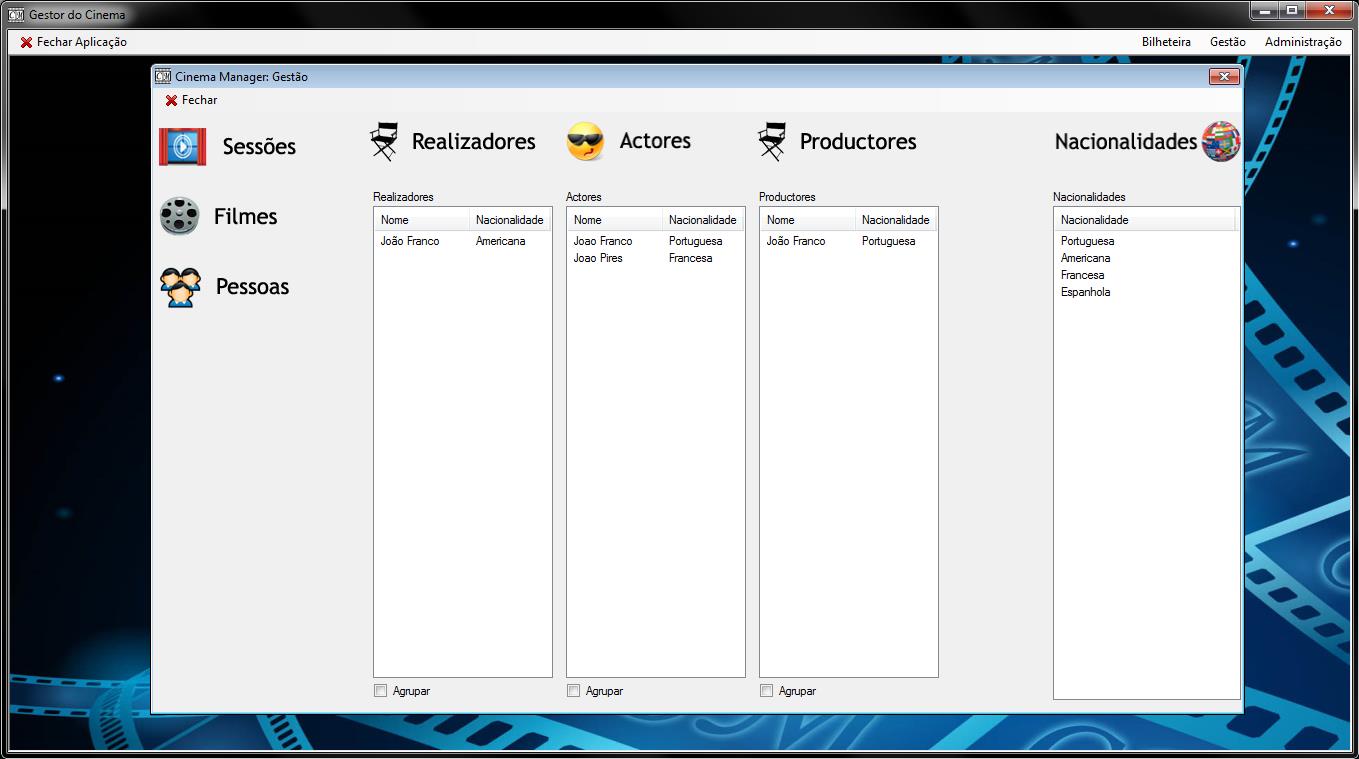 Gestor do Cinema
Fechar Aplicação Bilheteira Gestão Administração
Cinema Manager: Gestão
Fechar
Sessões
Filmes
Pessoas
Realizadores Actores Productores Nacionalidades
Realizadores
Nome Nacionalidade
João Franco Americana
Agrupar
Actores
Nome Nacionalidade
Joao Franco Portuguesa
Joao Pires Francesa
Agrupar
Productores
Nome Nacionalidade
João Franco Portuguesa
Agrupar
Nacionalidades
Nacionalidade
Portuguesa
Americana
Francesa
Espanhola